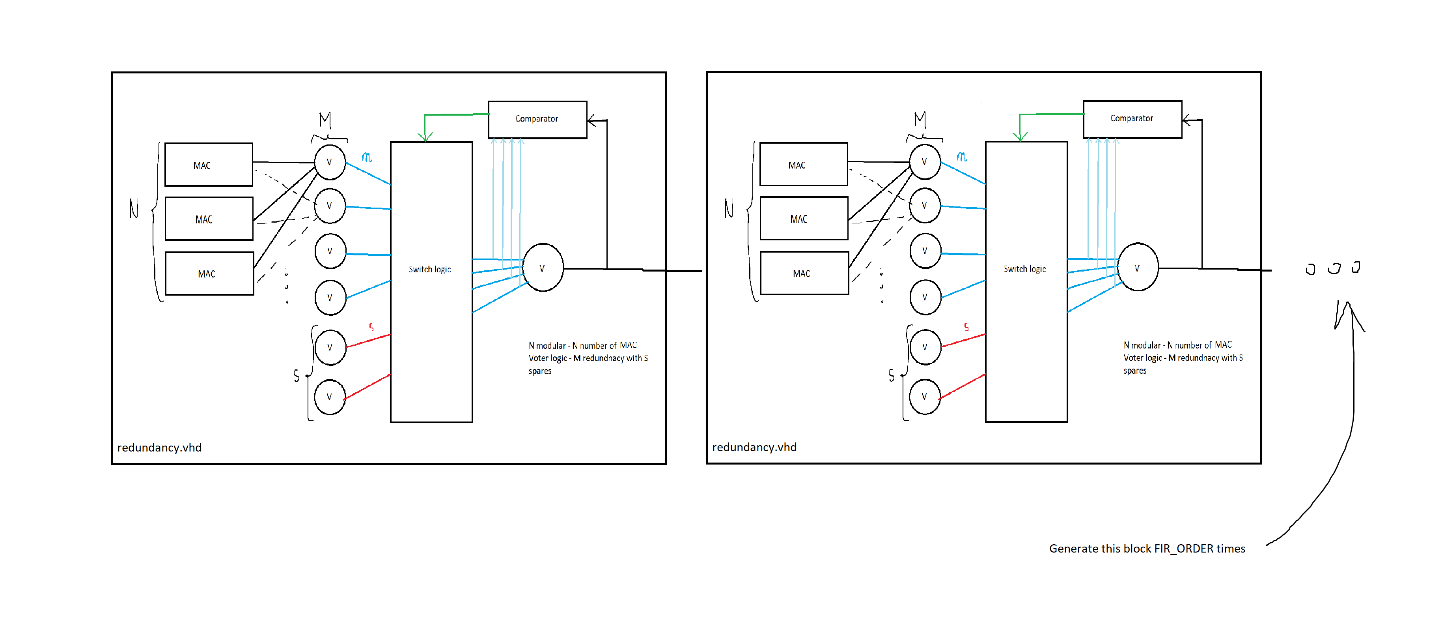 M
Comparator
MAC
V
m
N
MAC
V
MAC
V
Switch logic
V
V
s
V
S
V
N modular - N number of MAC
Voter logic - M redundnacy with S
spares
redundancy.vhd
M
Comparator
MAC
V
m
N
MAC
V
MAC
V
Switch logic
V
V
s
V
S
V
N modular - N number of MAC
Voter logic - M redundnacy with S
spares
redundancy.vhd
Generate this block FIR_ORDER times